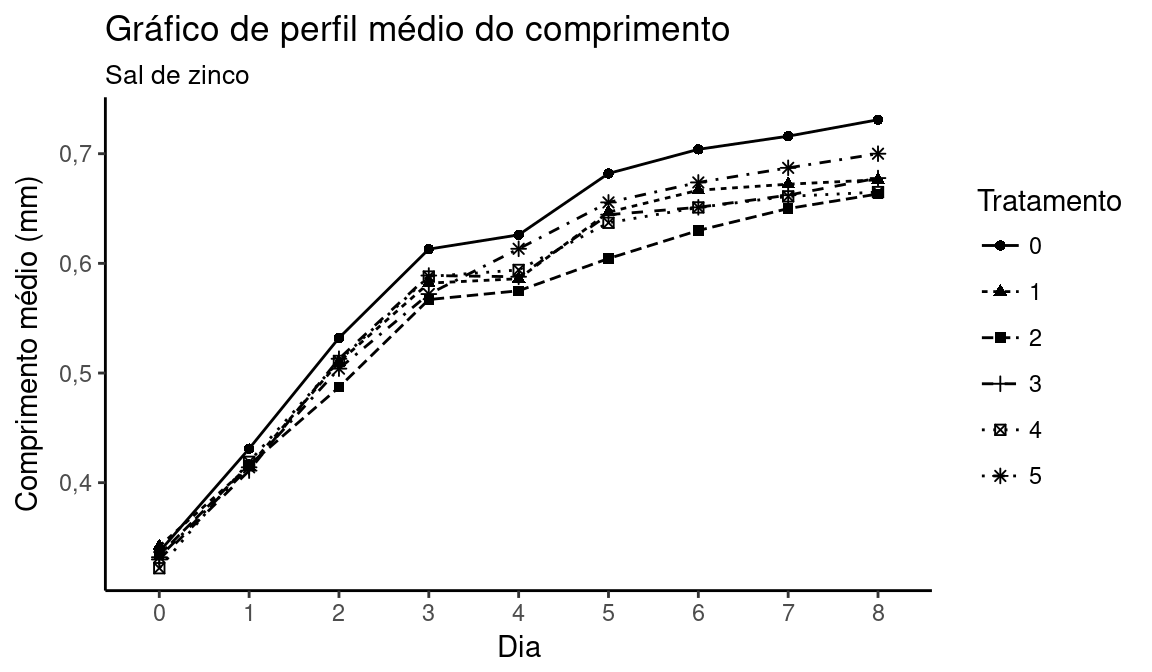 Gráfico de perfil médio do comprimento
Sal de zinco
Comprimento médio (mm)
0,7
0,6
0,5
0,4
0 1 2 3 4 5 6 7 8
Dia
Tratamento
0
1
2
3
4
5